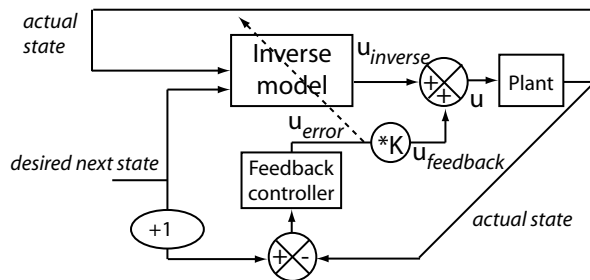 actual
state
Inverse
model
u inverse
+
+
u
Plant
u error
*K
u feedback
desired next state
Feedback
controller
+1
+
-
actual state